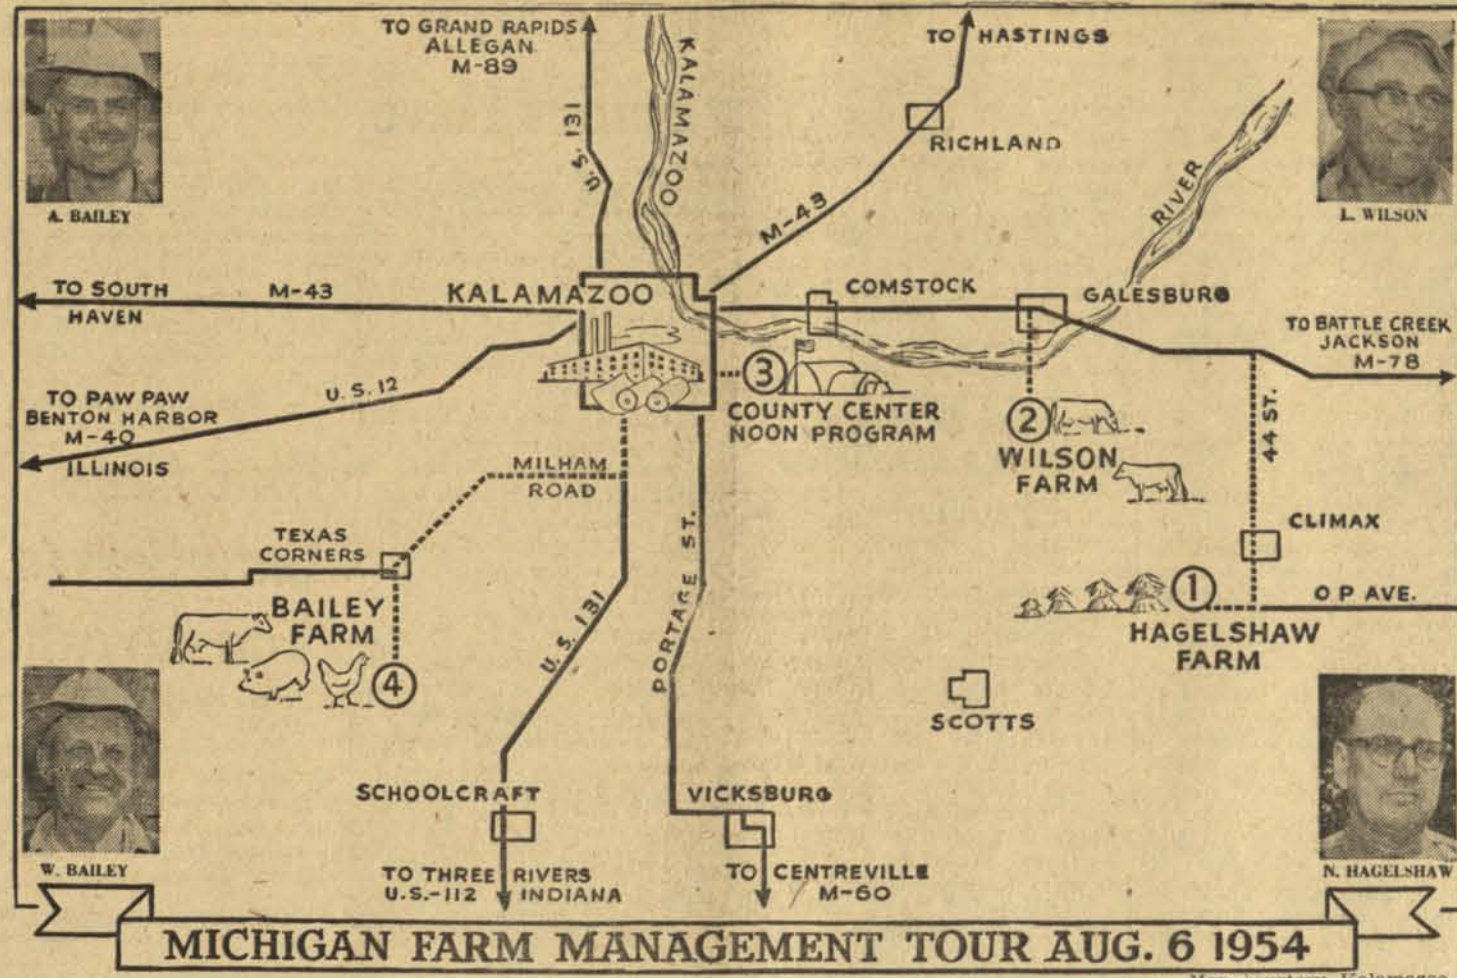 TO GRAND RAPIDS
ALLEGAN
M-89
U.S. 131
KALAMAZOO
TO HASTINGS
RICHLAND
M-43
RIVER
A. BAILEY
L. WILSON
TO SOUTH
HAVEN
M-43
KALAMAZOO
COMSTOCK
GALESBURG
TO BATTLE CREEK
JACKSON
M-78
TO PAW PAW
BENTON HARBOR
M-40
ILLINOIS
U.S. 12
3
COUNTY CENTER
NOON PROGRAM
2
WILSON
FARM
44 ST.
MILHAM
ROAD
TEXAS
CORNERS
CLIMAX
1
O P AVE.
HAGELSHAW
FARM
BAILEY
FARM
4
U.S. 131
PORTAGE ST.
SCOTTS
SCHOOLCRAFT
VICKSBURG
W. BAILEY
N. HAGELSHAW
TO THREE RIVERS
U.S.-112 INDIANA
TO CENTREVILLE
M-60
MICHIGAN FARM MANAGEMENT TOUR AUG. 6 1954